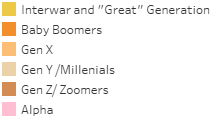 Interwar and "Great" Generation
Baby Boomers
Gen X
Gen Y /Millenials
Gen Z/ Zoomers
Alpha